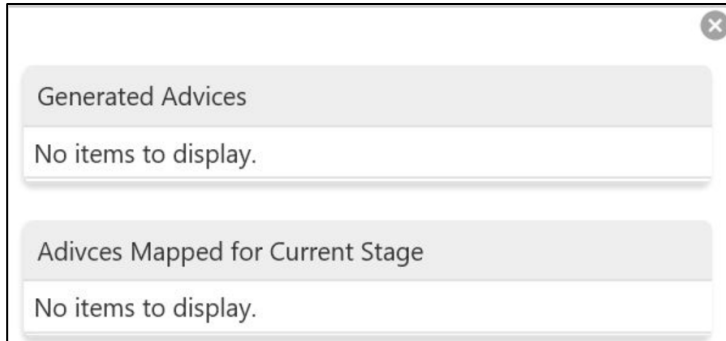 Generated Advices
No items to display.
Adivces Mapped for Current Stage
No items to display.